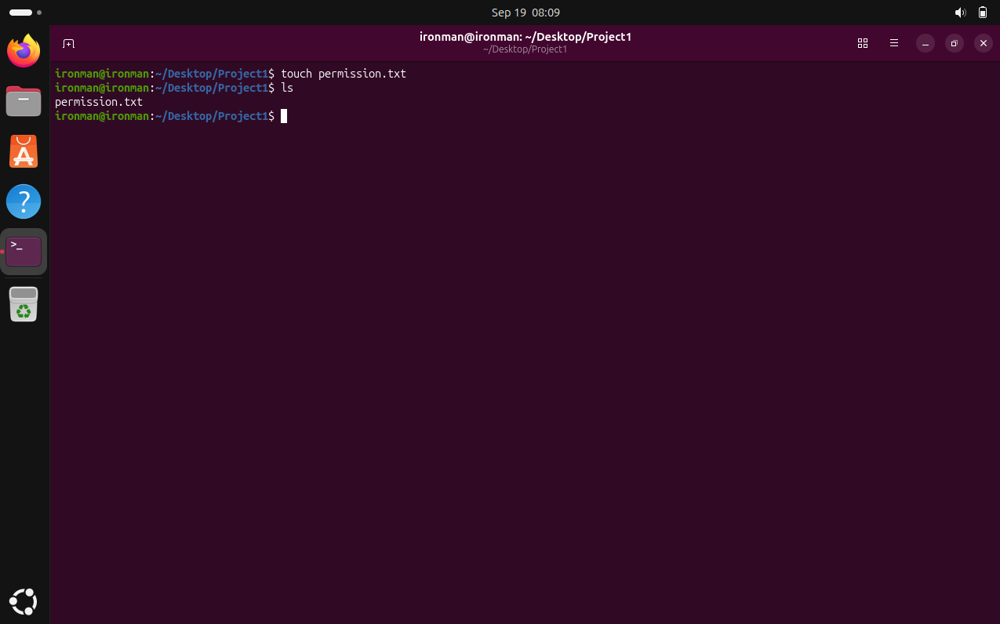 Sep 19 08:09
ironman@ironman: ~/Desktop/Project1
~/Desktop/Project1
ironman@ironman:~/Desktop/Project1$ touch permission.txt
ironman@ironman:~/Desktop/Project1$ ls
permission.txt
ironman@ironman:~/Desktop/Project1$
?
>_